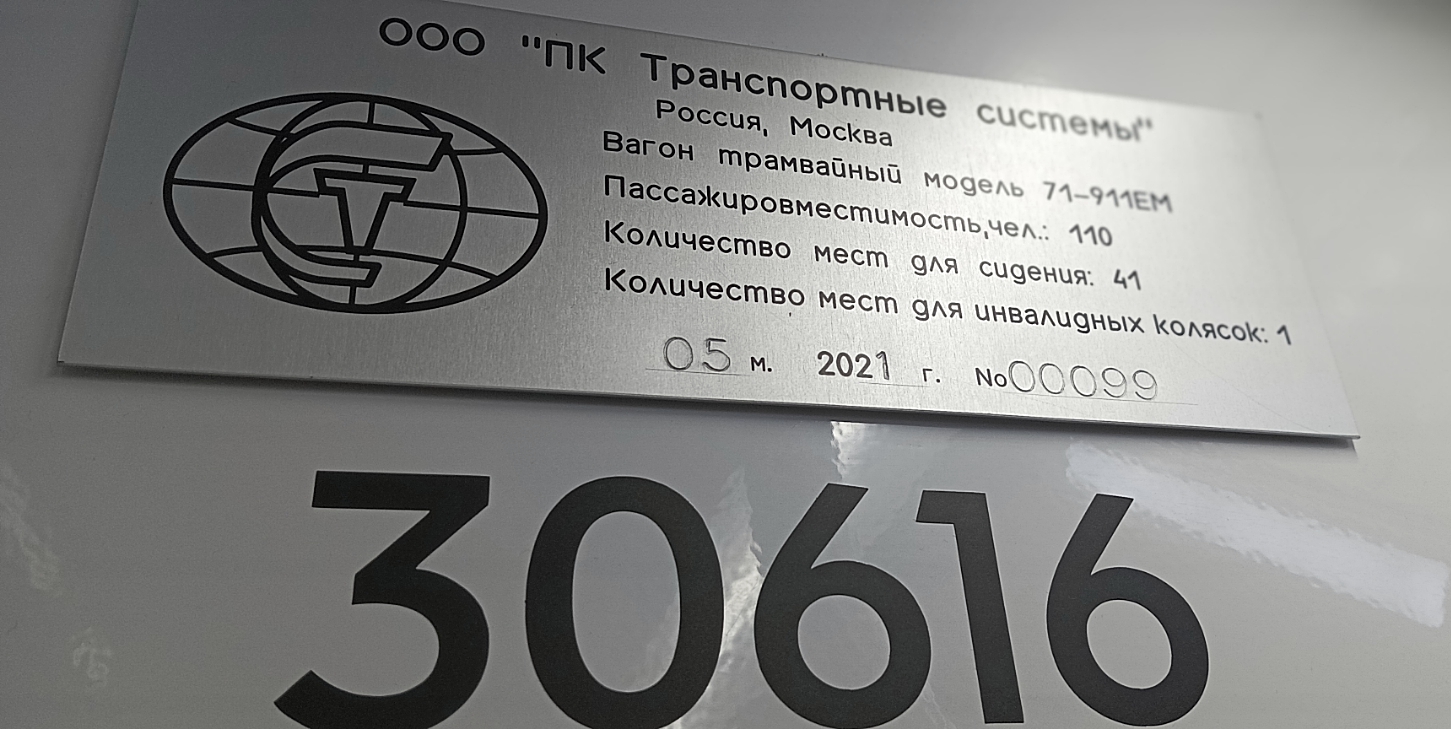 ООО "ПК Транспортные системы"
Россия, Москва
Вагон трамвайный модель 71-911ЕМ
Пассажировместимость,чел.: 110
Количество мест для сидения: 41
Количество мест для инвалидных колясок: 1
05 м. 2021 г. No00099
30616